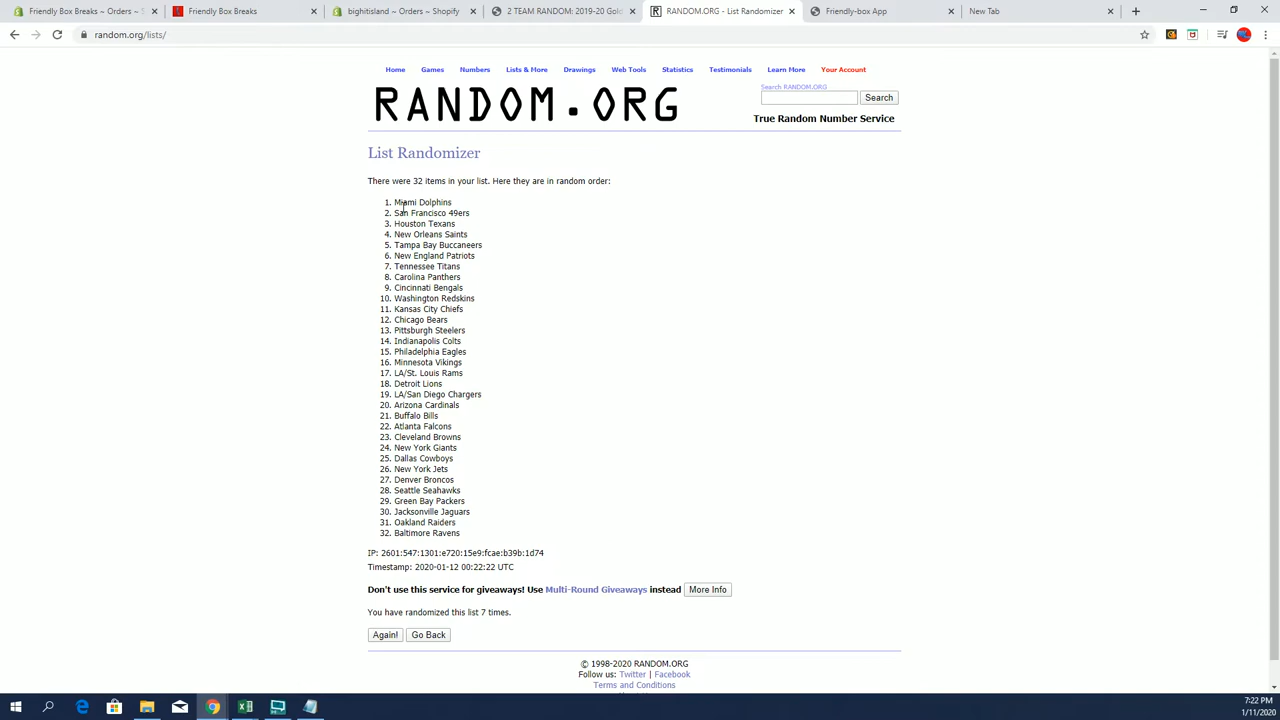 Friendly Box Breaks ~ Orders ~ S
Friendly Box Breaks
bightisland ~ Orders ~ Shopify
2 TEAM RANDOM: 2019-20 Gold
RANDOM.ORG - List Randomizer
Friendly-box App
New Tab
random.org/lists/
Home Games Numbers Lists & More Drawings Web Tools Statistics Testimonials Learn More Your Account
RANDOM.ORG
Search RANDOM.ORG
Search
True Random Number Service
List Randomizer
There were 32 items in your list. Here they are in random order:
1. Miami Dolphins
2. San Francisco 49ers
3. Houston Texans
4. New Orleans Saints
5. Tampa Bay Buccaneers
6. New England Patriots
7. Tennessee Titans
8. Carolina Panthers
9. Cincinnati Bengals
10. Washington Redskins
11. Kansas City Chiefs
12. Chicago Bears
13. Pittsburgh Steelers
14. Indianapolis Colts
15. Philadelphia Eagles
16. Minnesota Vikings
17. LA/St. Louis Rams
18. Detroit Lions
19. LA/San Diego Chargers
20. Arizona Cardinals
21. Buffalo Bills
22. Atlanta Falcons
23. Cleveland Browns
24. New York Giants
25. Dallas Cowboys
26. New York Jets
27. Denver Broncos
28. Seattle Seahawks
29. Green Bay Packers
30. Jacksonville Jaguars
31. Oakland Raiders
32. Baltimore Ravens
IP: 2601:547:1301:e720:15e9:fcae:b39b:1d74
Timestamp: 2020-01-12 00:22:22 UTC
Don't use this service for giveaways! Use Multi-Round Giveaways instead More Info
You have randomized this list 7 times.
Again! Go Back
© 1998-2020 RANDOM.ORG
Follow us: Twitter | Facebook
Terms and Conditions
7:22 PM
1/11/2020